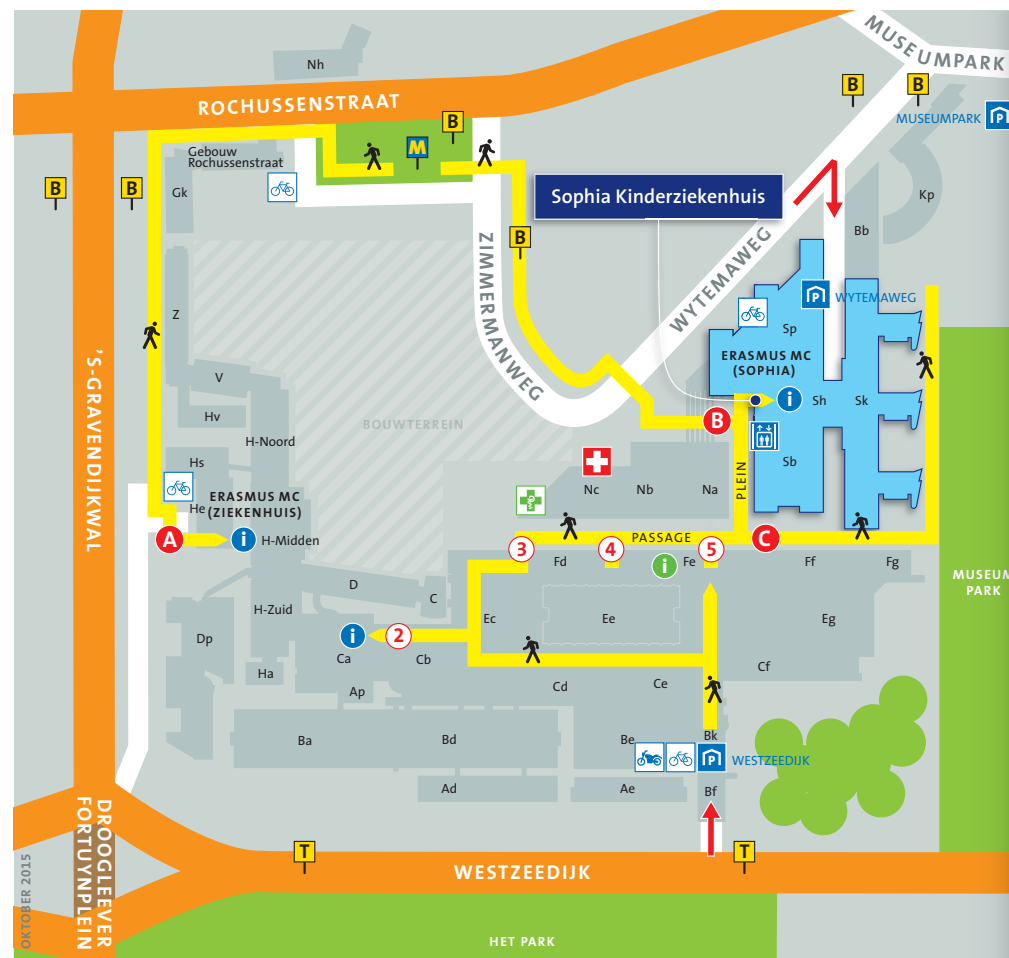 MUSEUMPARK
Nh
ROCHUSSENSTRAAT
B
B
B
MUSEUMPARK
P
M
Gebouw
Rochussenstraat
B
B
Gk
Sophia Kinderziekenhuis
Kp
Bb
B
ZIMMERMANWEG
WYTEMAWEG
P
WYTEMAWEG
Z
Sp
'S-GRAVENDIJKWAL
ERASMUS MC
(SOPHIA)
V
i
Sh
Sk
Hv
B
BOUWTERREIN
H-Noord
Hs
Sb
PLEIN
Nc
Nb
Na
ERASMUS MC
(ZIEKENHUIS)
He
A
i
H-Midden
PASSAGE
C
3
4
5
Fd
i
Fe
Ff
Fg
MUSEUM
PARK
D
C
H-Zuid
Ec
Ee
Eg
Dp
i
2
Ca
Cb
Cf
Ha
Ap
Cd
Ce
Ba
Bd
Be
Bk
P
WESTZEEDIJK
Ad
Ae
Bf
DROOGLEEVER
FORTUYNPLEIN
T
T
WESTZEEDIJK
OKTOBER 2015
HET PARK